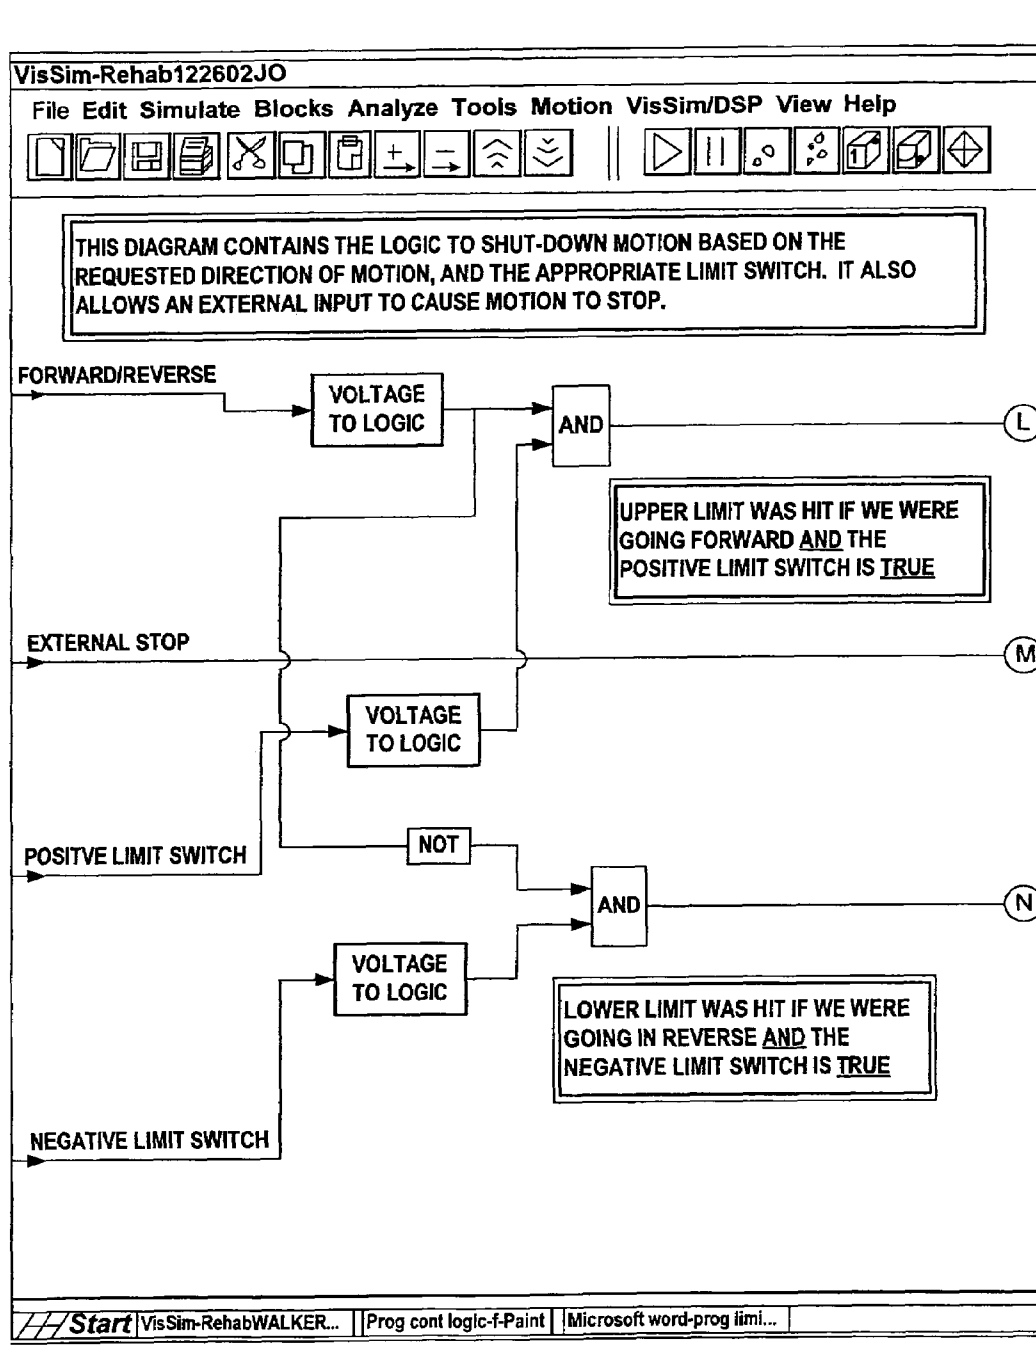 VisSim-Rehab122602JO
File Edit Simulate Blocks Analyze Tools Motion VisSim/DSP View Help
+ - 1
THIS DIAGRAM CONTAINS THE LOGIC TO SHUT-DOWN MOTION BASED ON THE
REQUESTED DIRECTION OF MOTION, AND THE APPROPRIATE LIMIT SWITCH. IT ALSO
ALLOWS AN EXTERNAL INPUT TO CAUSE MOTION TO STOP.
FORWARD/REVERSE
VOLTAGE
TO LOGIC
AND
L
UPPER LIMIT WAS HIT IF WE WERE
GOING FORWARD AND THE
POSITIVE LIMIT SWITCH IS TRUE
EXTERNAL STOP
M
VOLTAGE
TO LOGIC
POSITVE LIMIT SWITCH
NOT
AND
N
VOLTAGE
TO LOGIC
LOWER LIMIT WAS HIT IF WE WERE
GOING IN REVERSE AND THE
NEGATIVE LIMIT SWITCH IS TRUE
NEGATIVE LIMIT SWITCH
Start VisSim-RehabWALKER... Prog cont logic-f-Paint Microsoft word-prog limi...